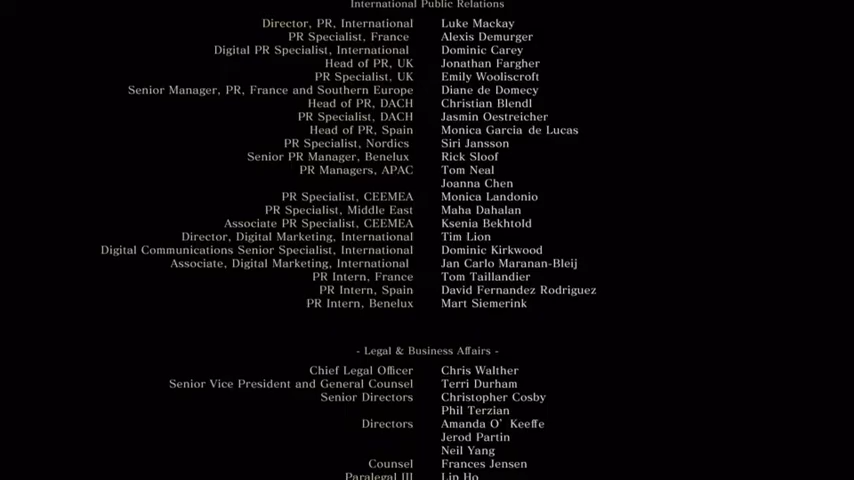 International Public Relations
Director, PR, International Luke Mackay
PR Specialist, France Alexis Demurger
Digital PR Specialist, International Dominic Carey
Head of PR, UK Jonathan Fargher
PR Specialist, UK Emily Wooliscroft
Senior Manager, PR, France and Southern Europe Diane de Domecy
Head of PR, DACH Christian Blendl
PR Specialist, DACH Jasmin Oestreicher
Head of PR, Spain Monica Garcia de Lucas
PR Specialist, Nordics Siri Jansson
Senior PR Manager, Benelux Rick Sloof
PR Managers, APAC Tom Neal
Joanna Chen
PR Specialist, CEEMEA Monica Landonio
PR Specialist, Middle East Maha Dahalan
Associate PR Specialist, CEEMEA Ksenia Bekhtold
Director, Digital Marketing, International Tim Lion
Digital Communications Senior Specialist, International Dominic Kirkwood
Associate, Digital Marketing, International Jan Carlo Maranan-Bleij
PR Intern, France Tom Taillandier
PR Intern, Spain David Fernandez Rodriguez
PR Intern, Benelux Mart Siemerink
- Legal & Business Affairs -
Chief Legal Officer Chris Walther
Senior Vice President and General Counsel Terri Durham
Senior Directors Christopher Cosby
Phil Terzian
Directors Amanda O’ Keeffe
Jerod Partin
Neil Yang
Counsel Frances Jensen
Paralegal III Lip Ho